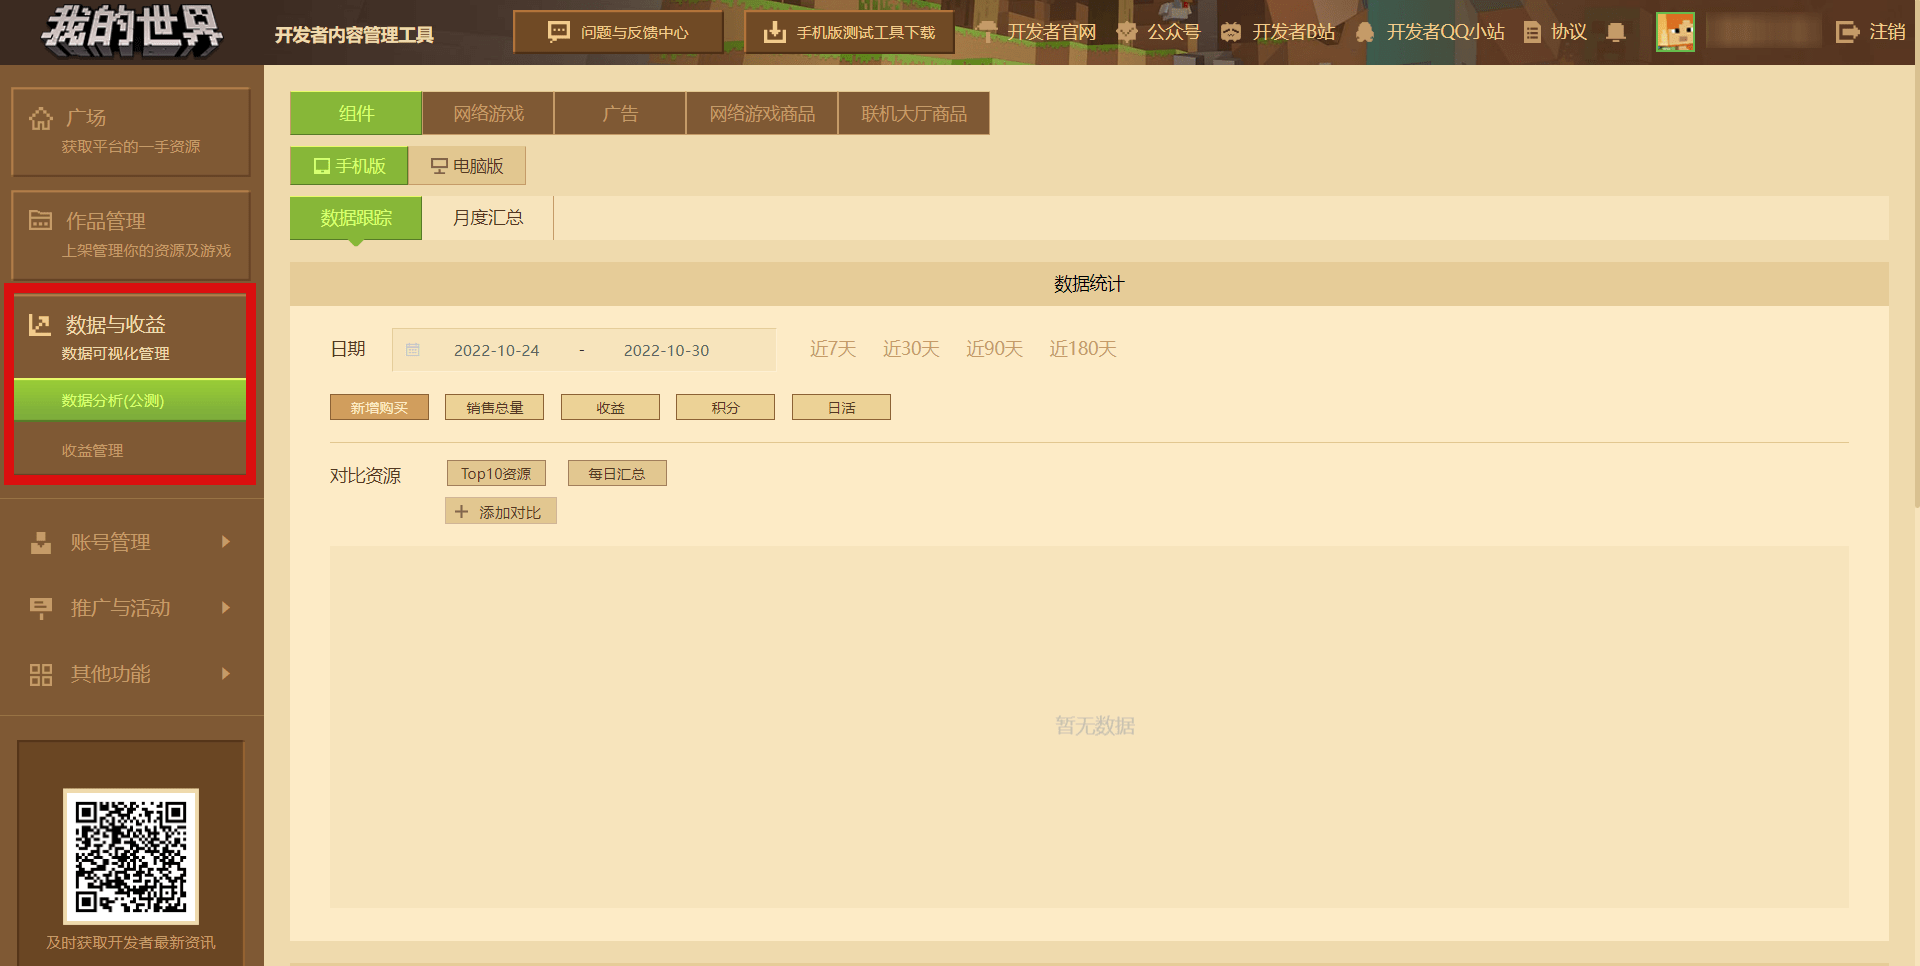 我的世界
开发者内容管理工具
问题与反馈中心
手机版测试工具下载
开发者官网
公众号
开发者B站
开发者QQ小站
协议
注销
广场
获取平台的一手资源
作品管理
上架管理你的资源及游戏
数据与收益
数据可视化管理
数据分析(公测)
收益管理
账号管理
推广与活动
其他功能
及时获取开发者最新资讯
组件
网络游戏
广告
网络游戏商品
联机大厅商品
手机版
电脑版
数据跟踪
月度汇总
数据统计
日期
2022-10-24 - 2022-10-30
近7天
近30天
近90天
近180天
新增购买
销售总量
收益
积分
日活
对比资源
Top10资源
每日汇总
添加对比
暂无数据